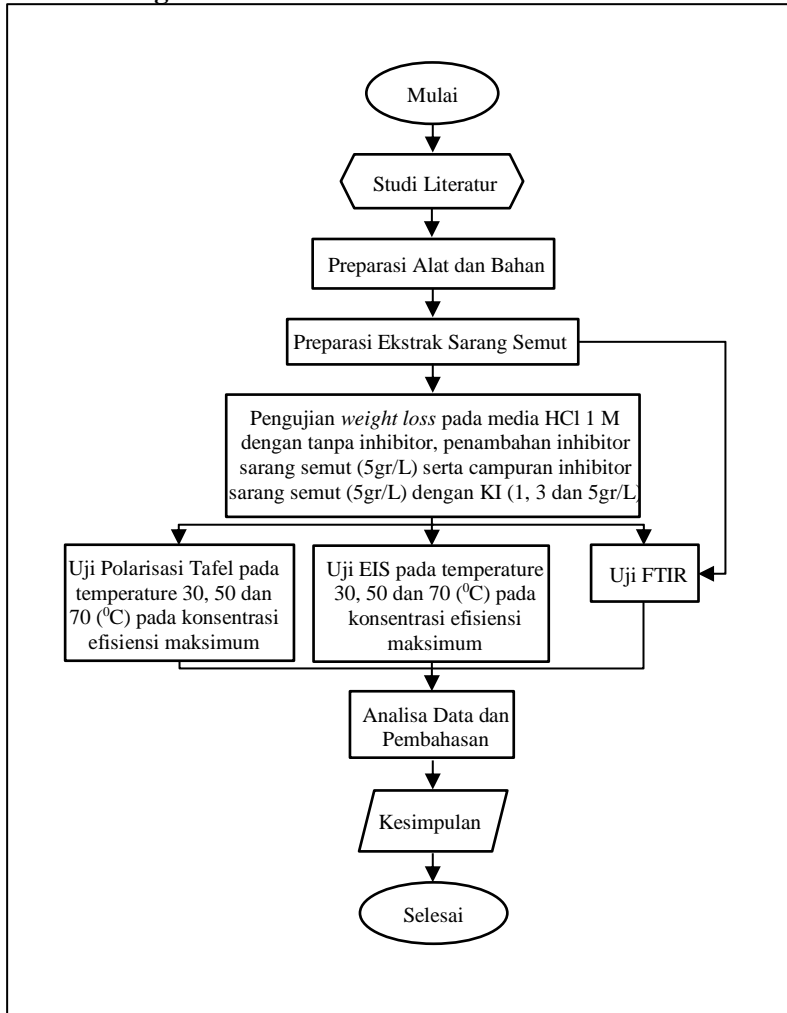 Mulai
Studi Literatur
Preparasi Alat dan Bahan
Preparasi Ekstrak Sarang Semut
Pengujian weight loss pada media HCl 1 M
dengan tanpa inhibitor, penambahan inhibitor
sarang semut (5gr/L) serta campuran inhibitor
sarang semut (5gr/L) dengan KI (1, 3 dan 5gr/L)
Uji Polarisasi Tafel pada
temperature 30, 50 dan
70 (⁰C) pada konsentrasi
efisiensi maksimum
Uji EIS pada temperature
30, 50 dan 70 (⁰C) pada
konsentrasi efisiensi
maksimum
Uji FTIR
Analisa Data dan
Pembahasan
Kesimpulan
Selesai